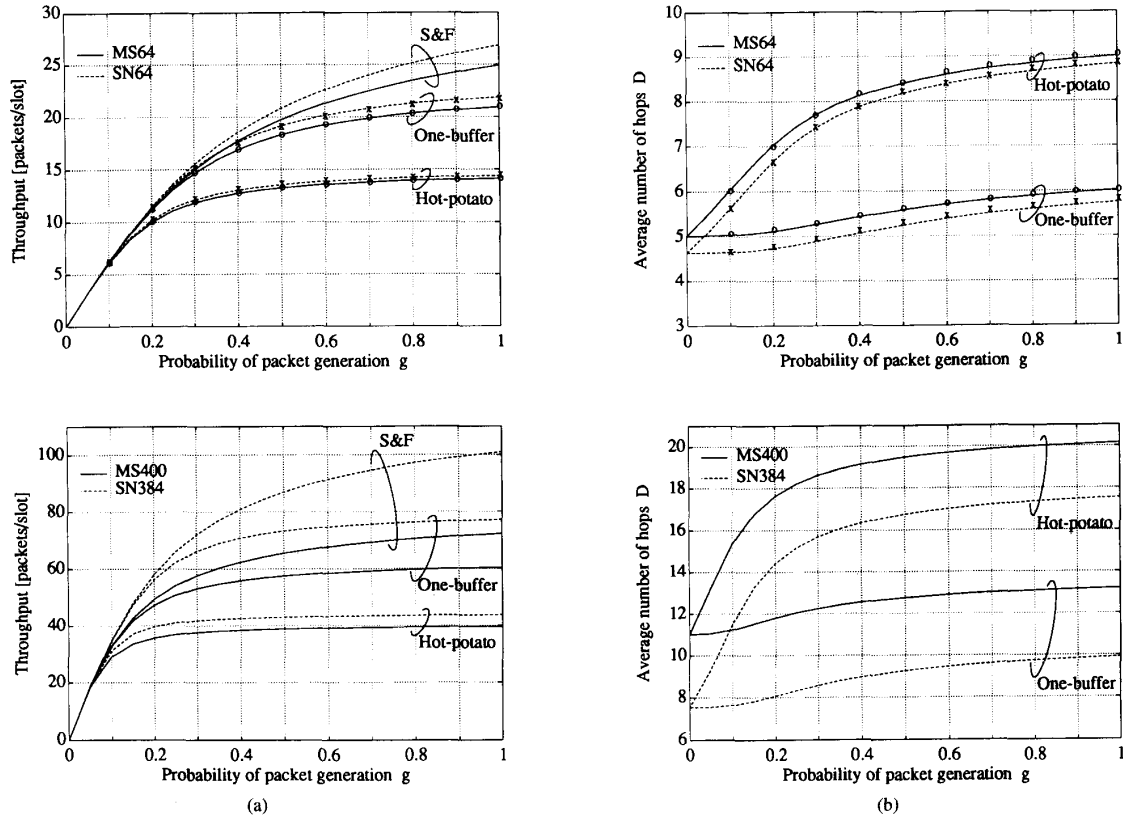 30
25
20
15
10
5
0
Throughput [packets/slot]
MS64
SN64
S&F
One-buffer
Hot-potato
0 0.2 0.4 0.6 0.8 1
Probability of packet generation g
10
9
8
7
6
5
4
3
Average number of hops D
MS64
SN64
Hot-potato
One-buffer
0 0.2 0.4 0.6 0.8 1
Probability of packet generation g
100
80
60
40
20
0
Throughput [packets/slot]
MS400
SN384
S&F
One-buffer
Hot-potato
0 0.2 0.4 0.6 0.8 1
Probability of packet generation g
(a)
20
18
16
14
12
10
8
6
Average number of hops D
MS400
SN384
Hot-potato
One-buffer
0 0.2 0.4 0.6 0.8 1
Probability of packet generation g
(b)